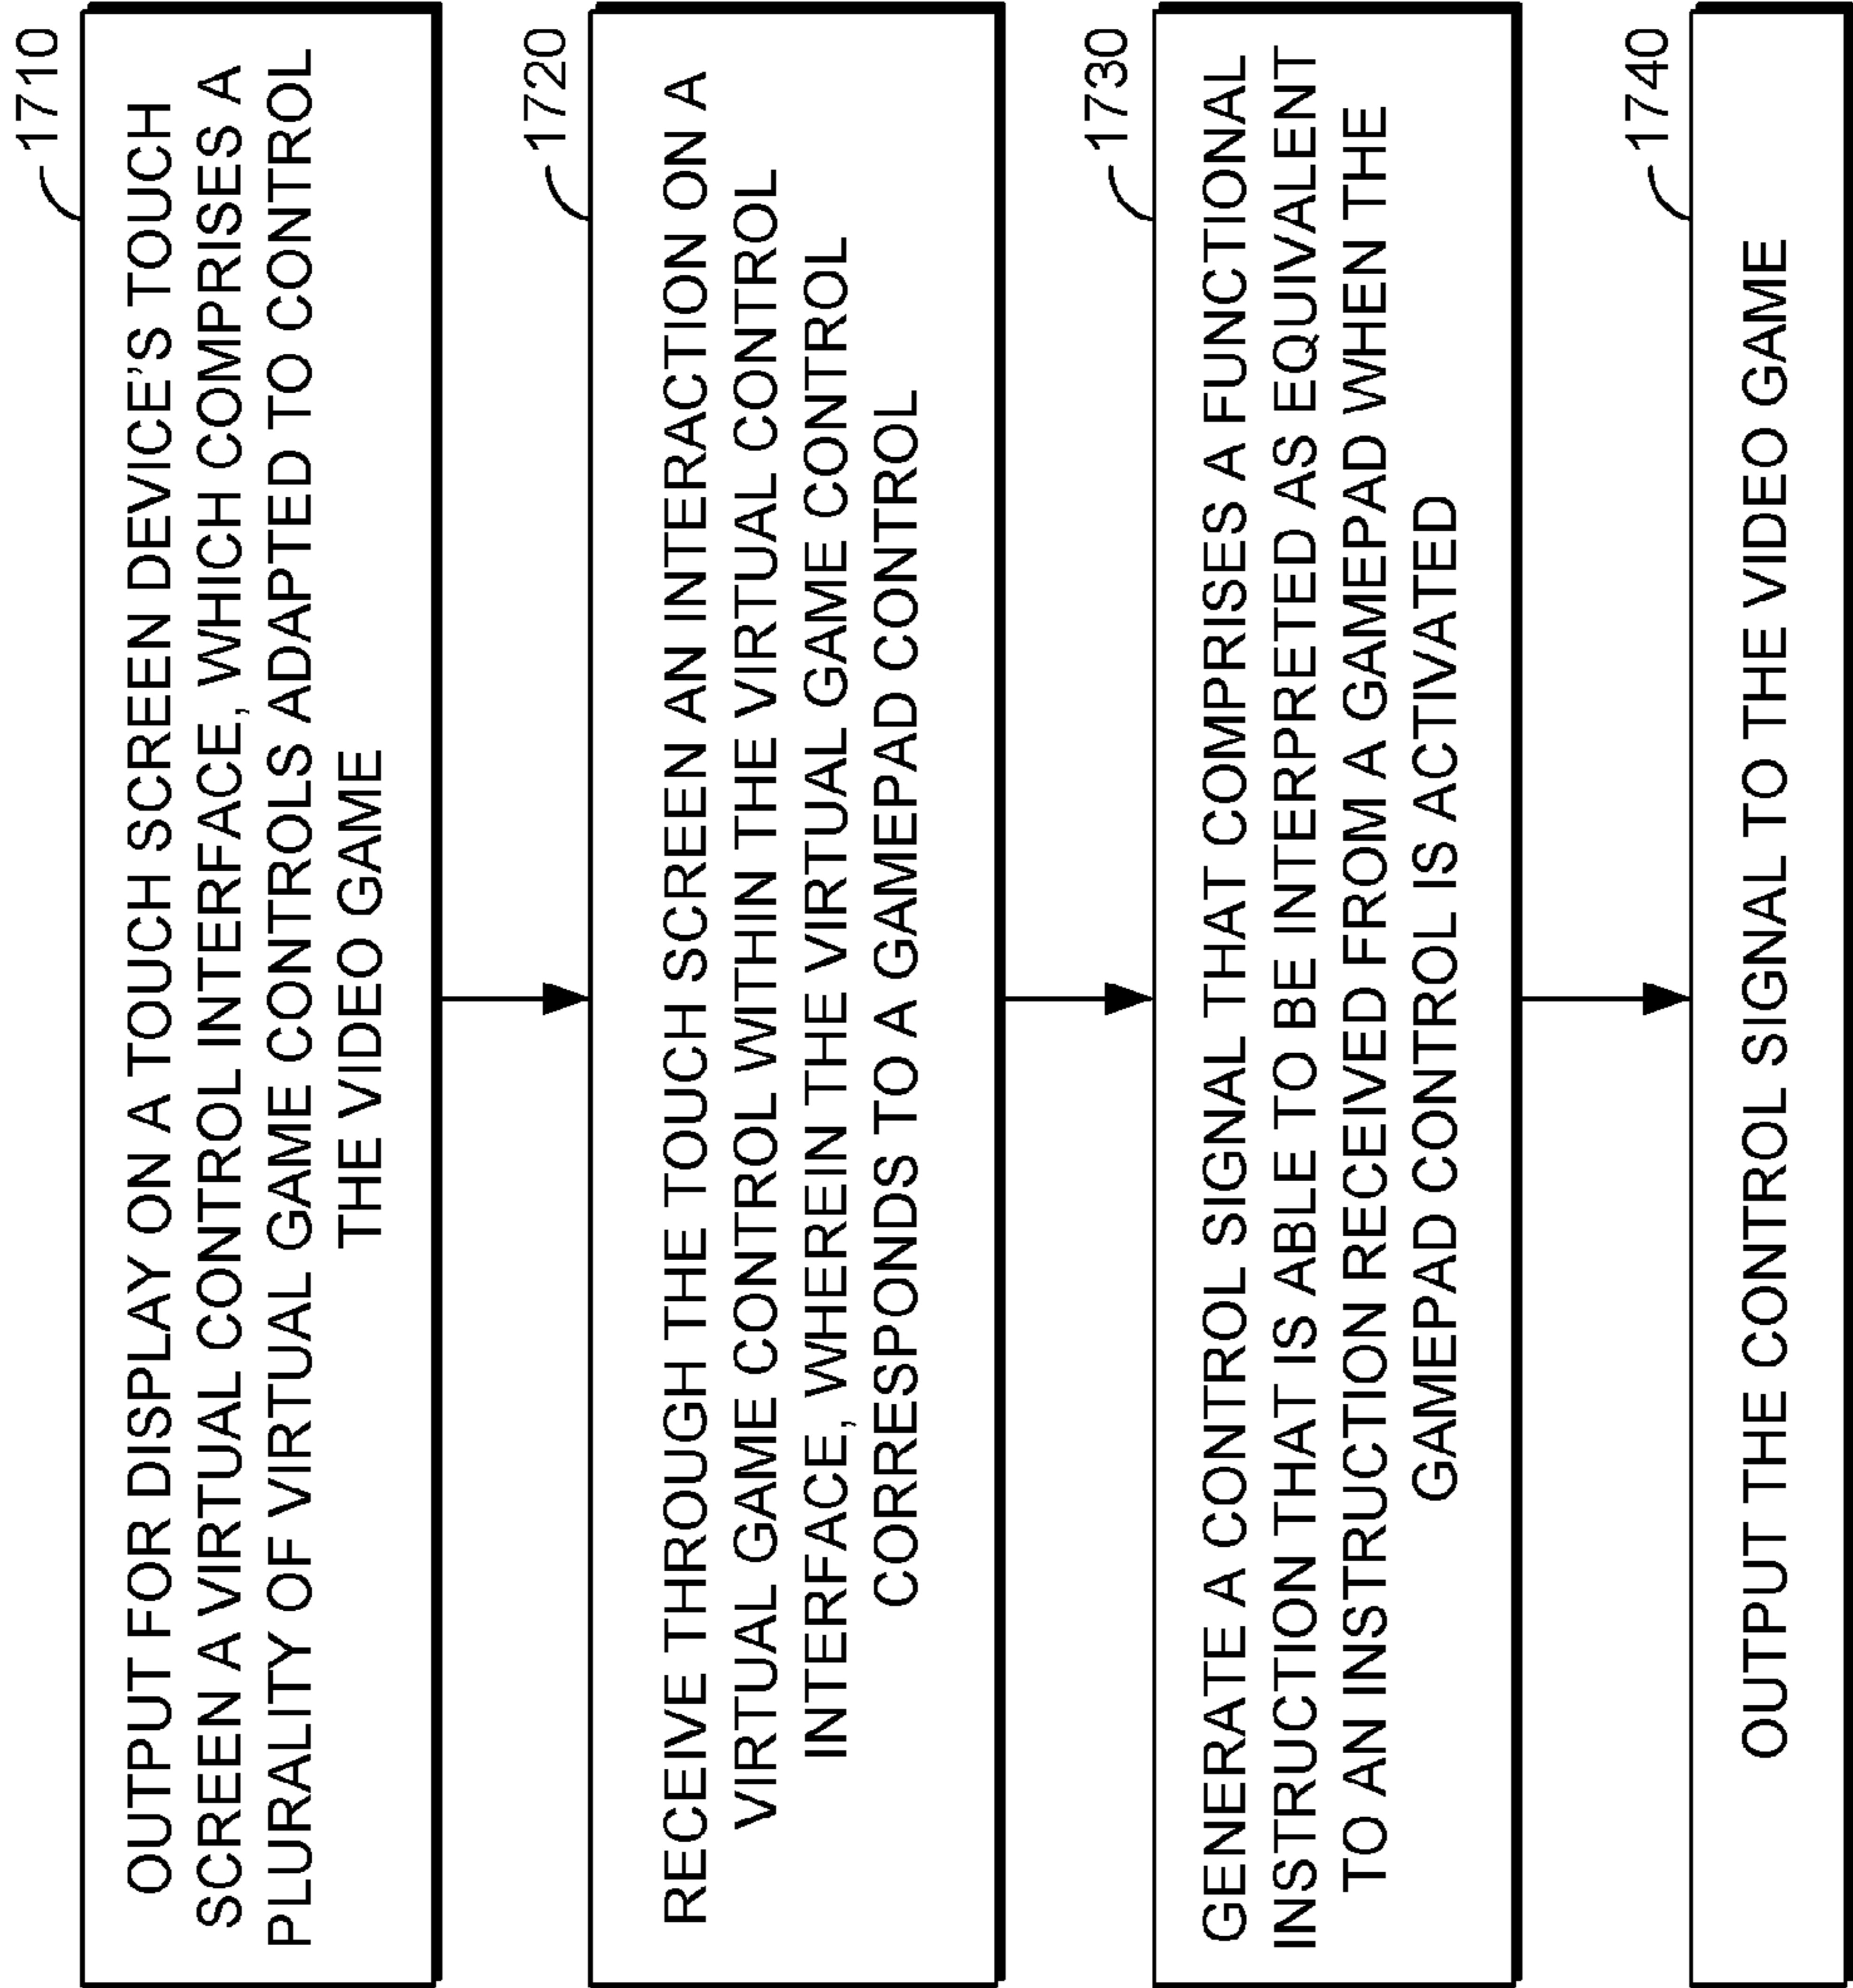 1710
OUTPUT FOR DISPLAY ON A TOUCH SCREEN DEVICE'S TOUCH
SCREEN A VIRTUAL CONTROL INTERFACE, WHICH COMPRISES A
PLURALITY OF VIRTUAL GAME CONTROLS ADAPTED TO CONTROL
THE VIDEO GAME
1720
RECEIVE THROUGH THE TOUCH SCREEN AN INTERACTION ON A
VIRTUAL GAME CONTROL WITHIN THE VIRTUAL CONTROL
INTERFACE, WHEREIN THE VIRTUAL GAME CONTROL
CORRESPONDS TO A GAMEPAD CONTROL
1730
GENERATE A CONTROL SIGNAL THAT COMPRISES A FUNCTIONAL
INSTRUCTION THAT IS ABLE TO BE INTERPRETED AS EQUIVALENT
TO AN INSTRUCTION RECEIVED FROM A GAMEPAD WHEN THE
GAMEPAD CONTROL IS ACTIVATED
1740
OUTPUT THE CONTROL SIGNAL TO THE VIDEO GAME